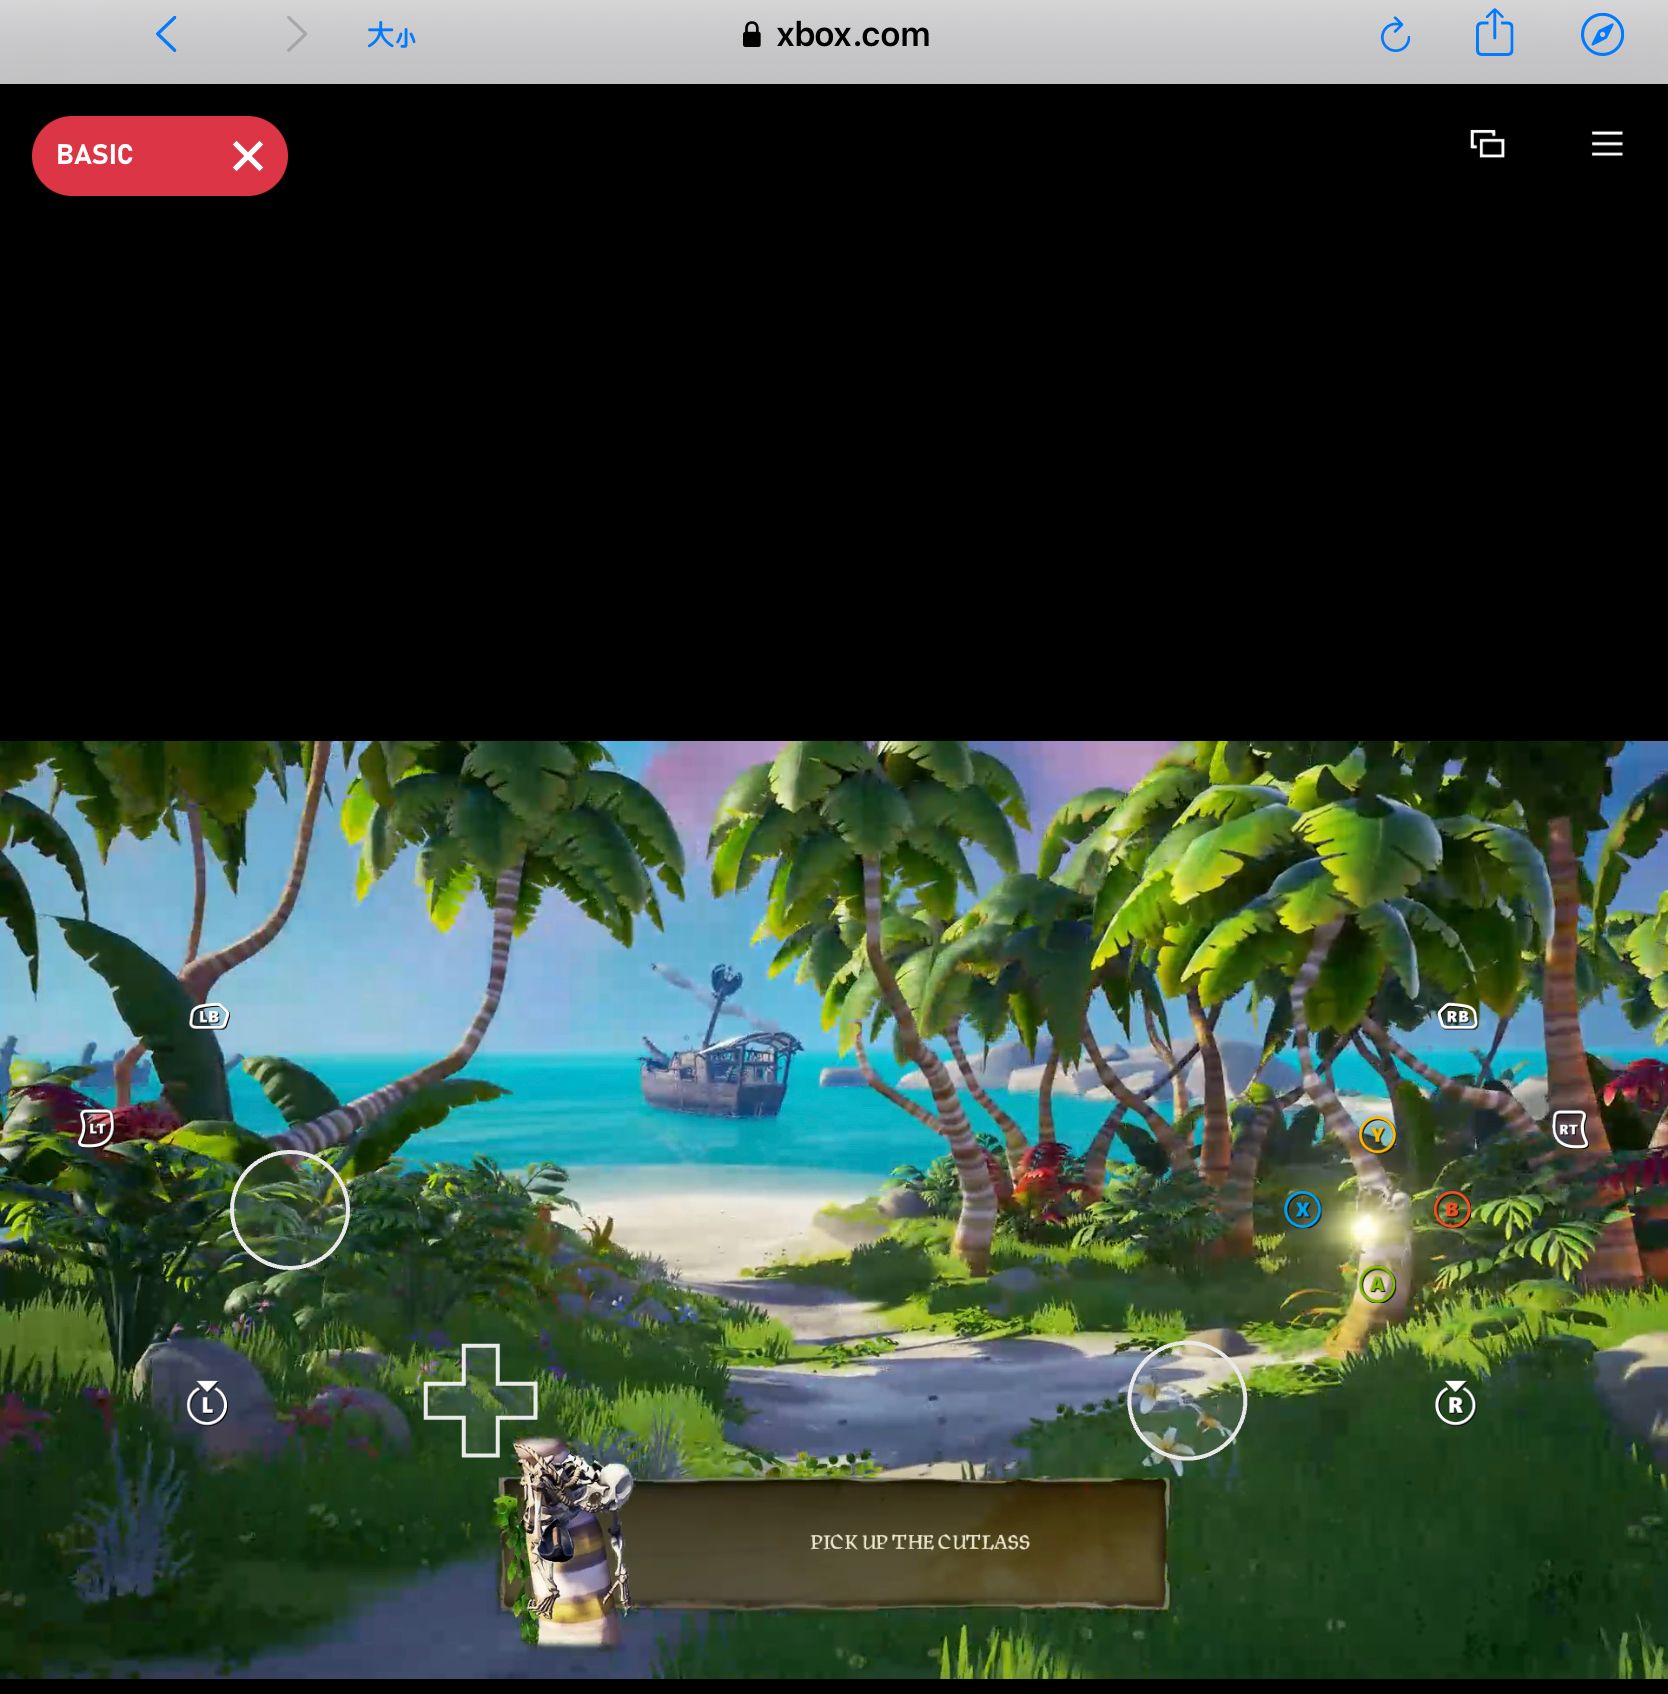 大小
xbox.com
BASIC
LB
RB
LT
Y
RT
X
B
A
L
R
PICK UP THE CUTLASS